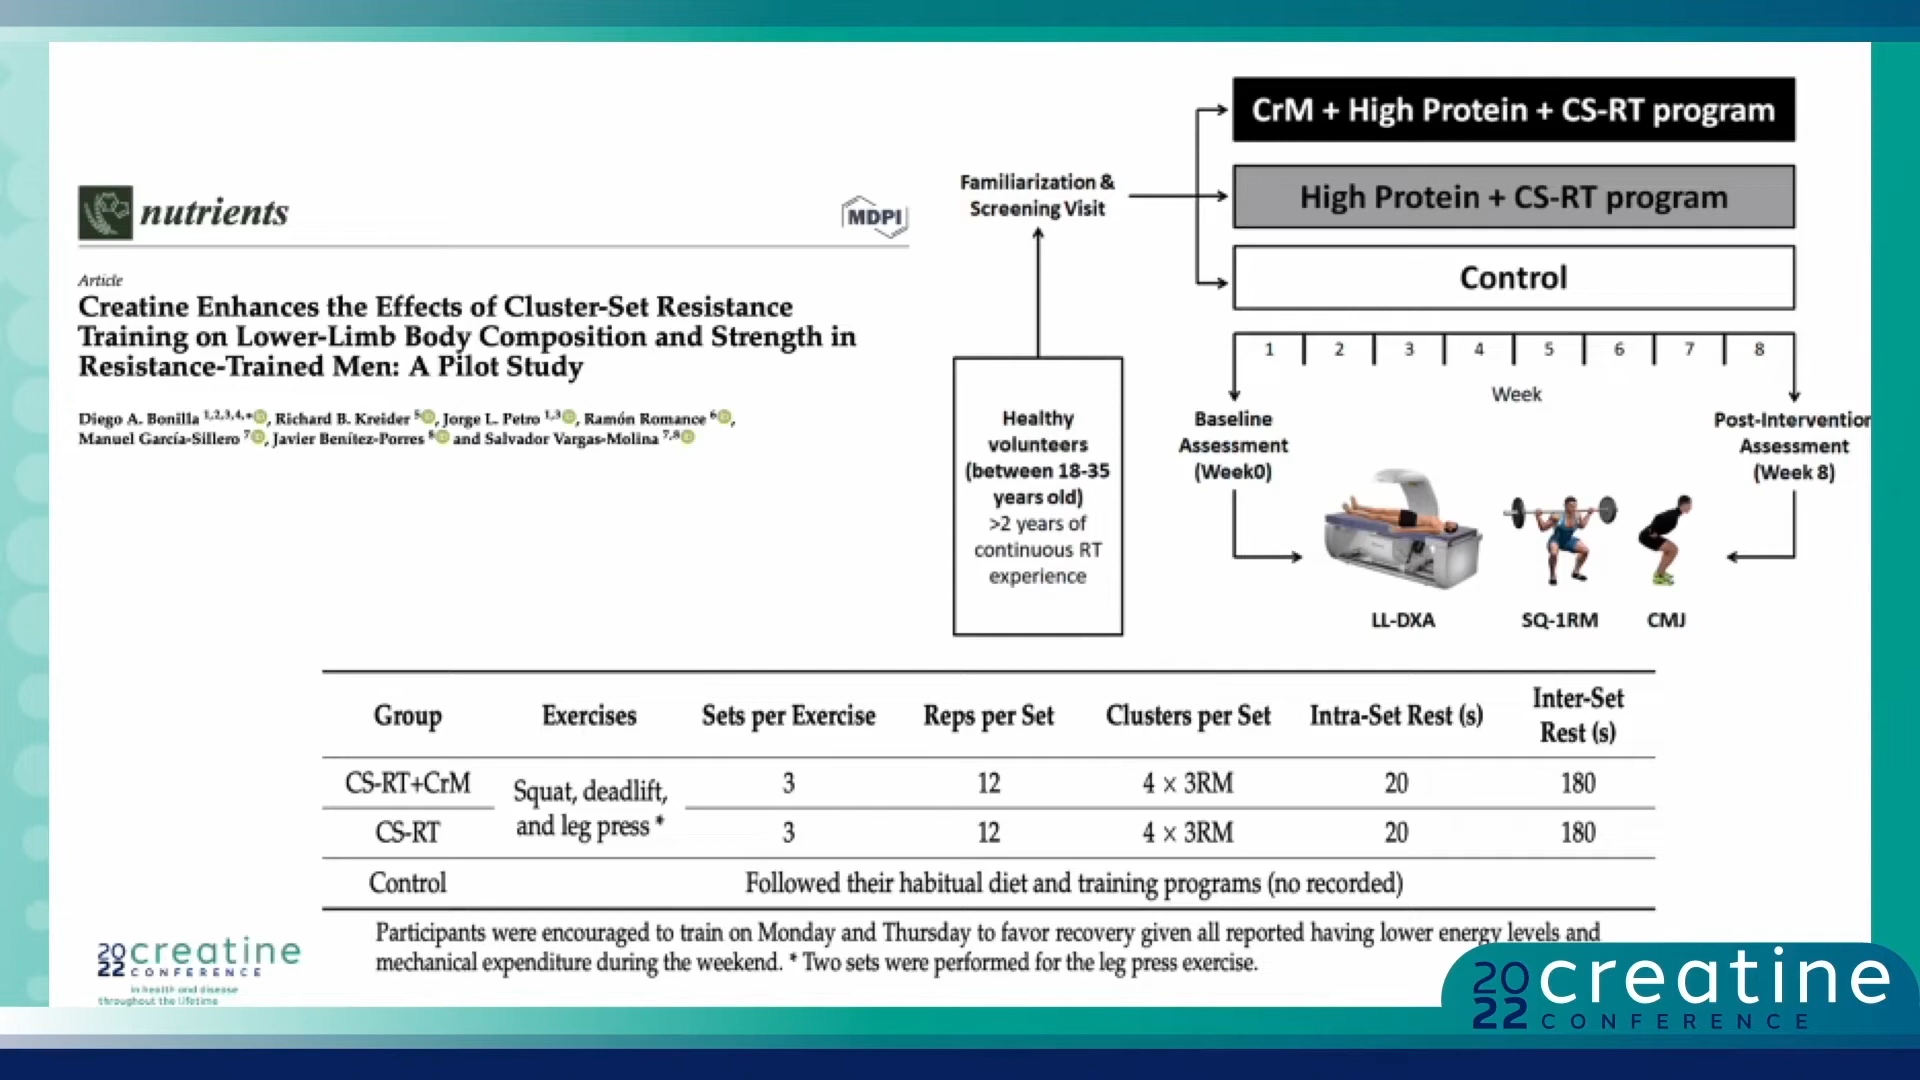 nutrients
MDPI
Article
Creatine Enhances the Effects of Cluster-Set Resistance
Training on Lower-Limb Body Composition and Strength in
Resistance-Trained Men: A Pilot Study
Diego A. Bonilla 1,2,3,4,*, Richard B. Kreider 5, Jorge L. Petro 1,3, Ramón Romance 6,
Manuel García-Sillero 7, Javier Benítez-Porres 8 and Salvador Vargas-Molina 7,8
CrM + High Protein + CS-RT program
High Protein + CS-RT program
Control
Familiarization &
Screening Visit
Healthy
volunteers
(between 18-35
years old)
>2 years of
continuous RT
experience
1 2 3 4 5 6 7 8
Week
Baseline
Assessment
(Week0)
Post-Intervention
Assessment
(Week 8)
LL-DXA SQ-1RM CMJ
Group Exercises Sets per Exercise Reps per Set Clusters per Set Intra-Set Rest (s) Inter-Set
Rest (s)
CS-RT+CrM 3 12 4 × 3RM 20 180
Squat, deadlift,
and leg press *
CS-RT 3 12 4 × 3RM 20 180
Control Followed their habitual diet and training programs (no recorded)
Participants were encouraged to train on Monday and Thursday to favor recovery given all reported having lower energy levels and
mechanical expenditure during the weekend. * Two sets were performed for the leg press exercise.
2022 creatine
CONFERENCE
in health and disease
throughout the lifetime
2022 creatine
CONFERENCE